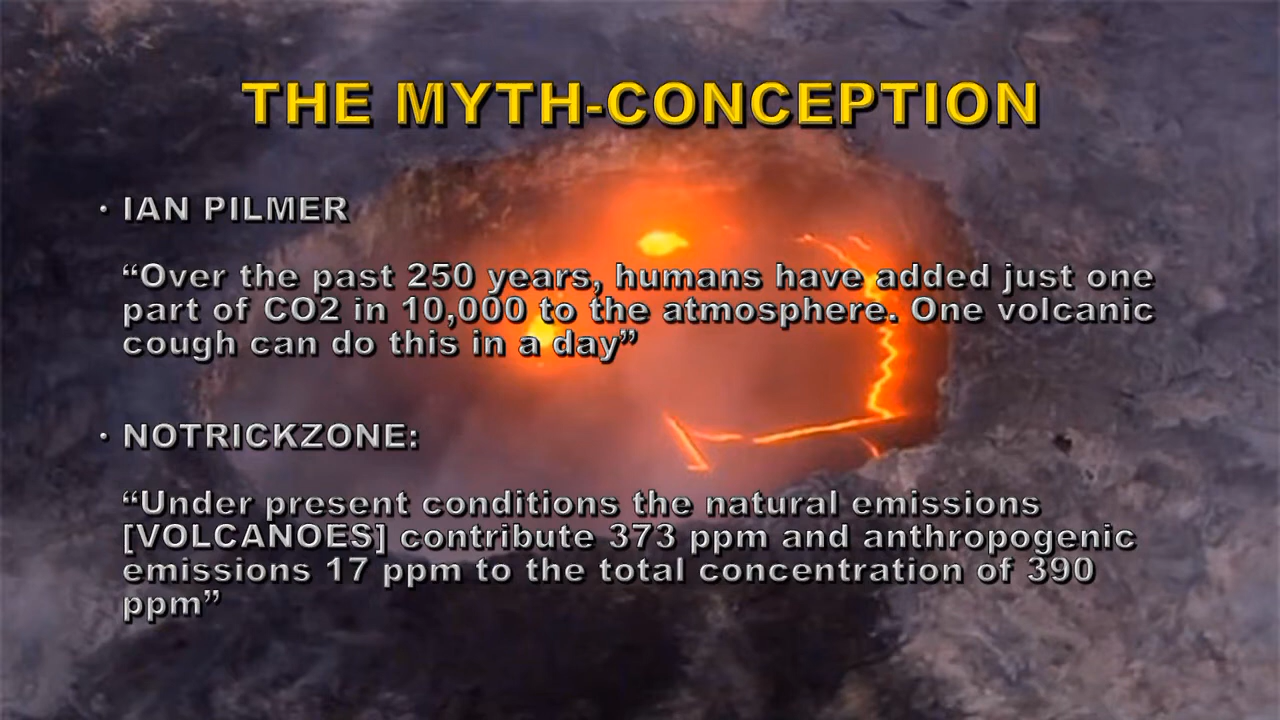 THE MYTH-CONCEPTION
· IAN PILMER
“Over the past 250 years, humans have added just one
part of CO2 in 10,000 to the atmosphere. One volcanic
cough can do this in a day”
· NOTRICKZONE:
“Under present conditions the natural emissions
[VOLCANOES] contribute 373 ppm and anthropogenic
emissions 17 ppm to the total concentration of 390
ppm”